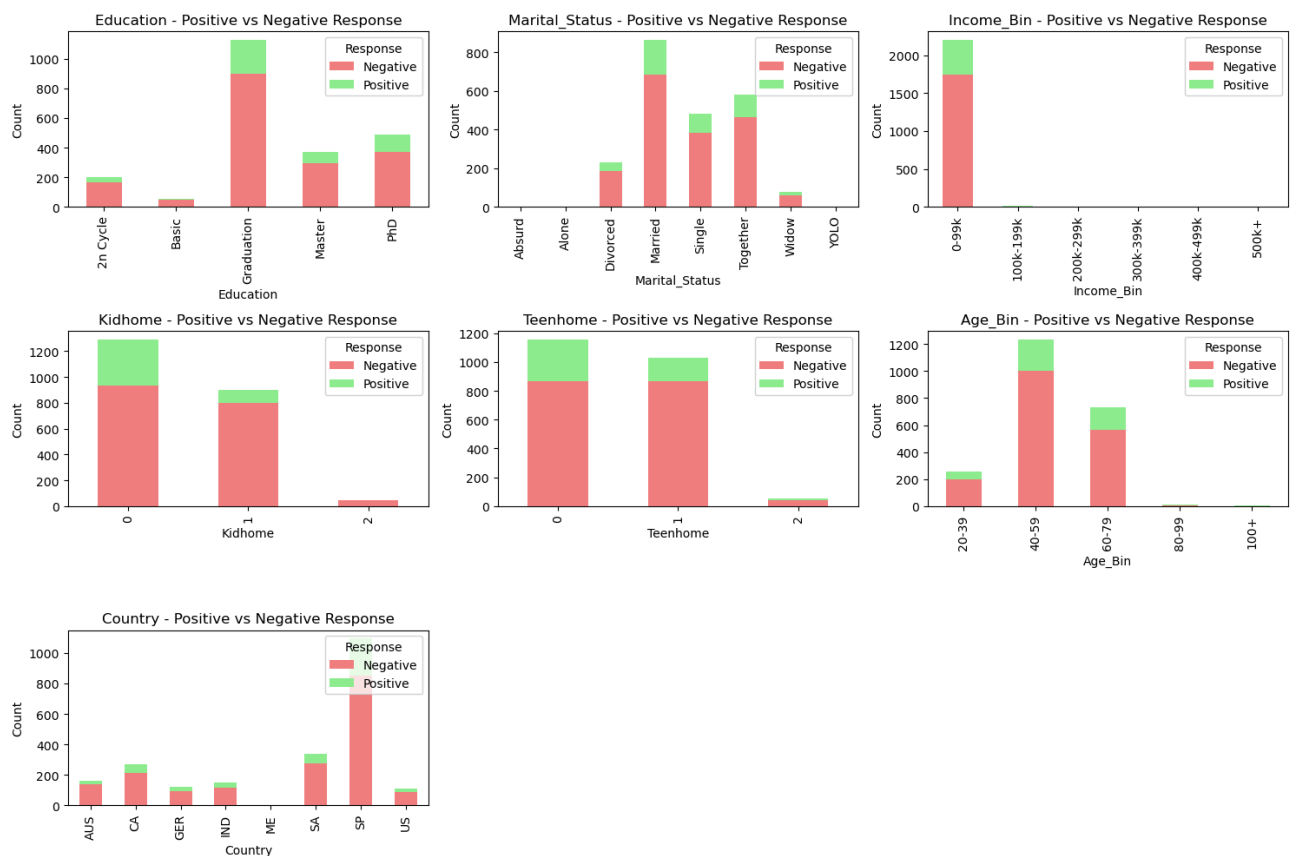 Education - Positive vs Negative Response
Response
Negative
Positive
Count
1000
800
600
400
200
0
2n Cycle
Basic
Graduation
Master
PhD
Education
Marital_Status - Positive vs Negative Response
Response
Negative
Positive
Count
800
600
400
200
0
Absurd
Alone
Divorced
Married
Single
Together
Widow
YOLO
Marital_Status
Income_Bin - Positive vs Negative Response
Response
Negative
Positive
Count
2000
1500
1000
500
0
0-99k
100k-199k
200k-299k
300k-399k
400k-499k
500k+
Income_Bin
Kidhome - Positive vs Negative Response
Response
Negative
Positive
Count
1200
1000
800
600
400
200
0
0
1
2
Kidhome
Teenhome - Positive vs Negative Response
Response
Negative
Positive
Count
1200
1000
800
600
400
200
0
0
1
2
Teenhome
Age_Bin - Positive vs Negative Response
Response
Negative
Positive
Count
1200
1000
800
600
400
200
0
20-39
40-59
60-79
80-99
100+
Age_Bin
Country - Positive vs Negative Response
Response
Negative
Positive
Count
1000
800
600
400
200
0
AUS
CA
GER
IND
ME
SA
SP
US
Country